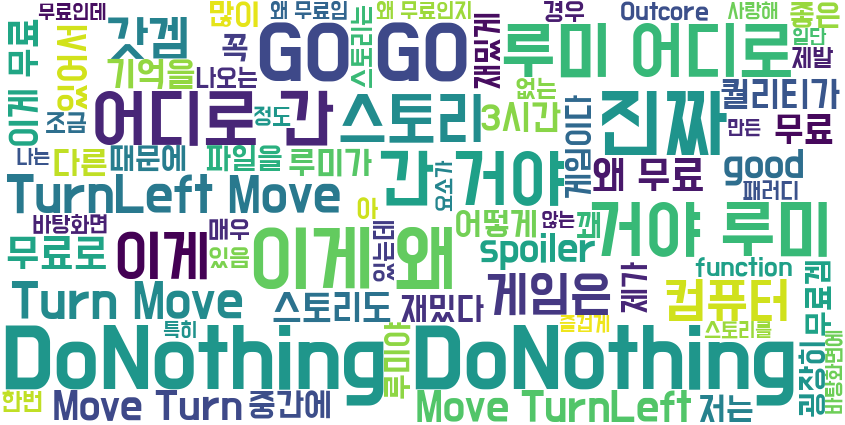 무료인데 많이 왜 무료임 스토리는 왜 무료인지 경우 Outcore 사랑해 좋은
이게 무료 있어서 갓겜 꼭 GO GO 재밌게 루미 어디로 일단 제발
기억을 나오는 없는 퀄리티가
조금 어디로 간 정도 스토리 3시간 진짜 만든 무료
나는 다른 때문에 파일을 루미가 간 거야 요소가 게임이다 왜 무료 good 패러디
TurnLeft Move 아
바탕화면 매우 어떻게 않는 꽤 거야 루미
무료로 이게 있음 이게 왜 있는데 spoiler function
Turn Move 스토리도 재밌다 게임은 제가 컴퓨터 굉장히 무료겜
특히 루미야 즐겁게 스토리를 바탕화면에
DoNothing DoNothing
한번 Move Turn 중간에 Move TurnLeft 저는